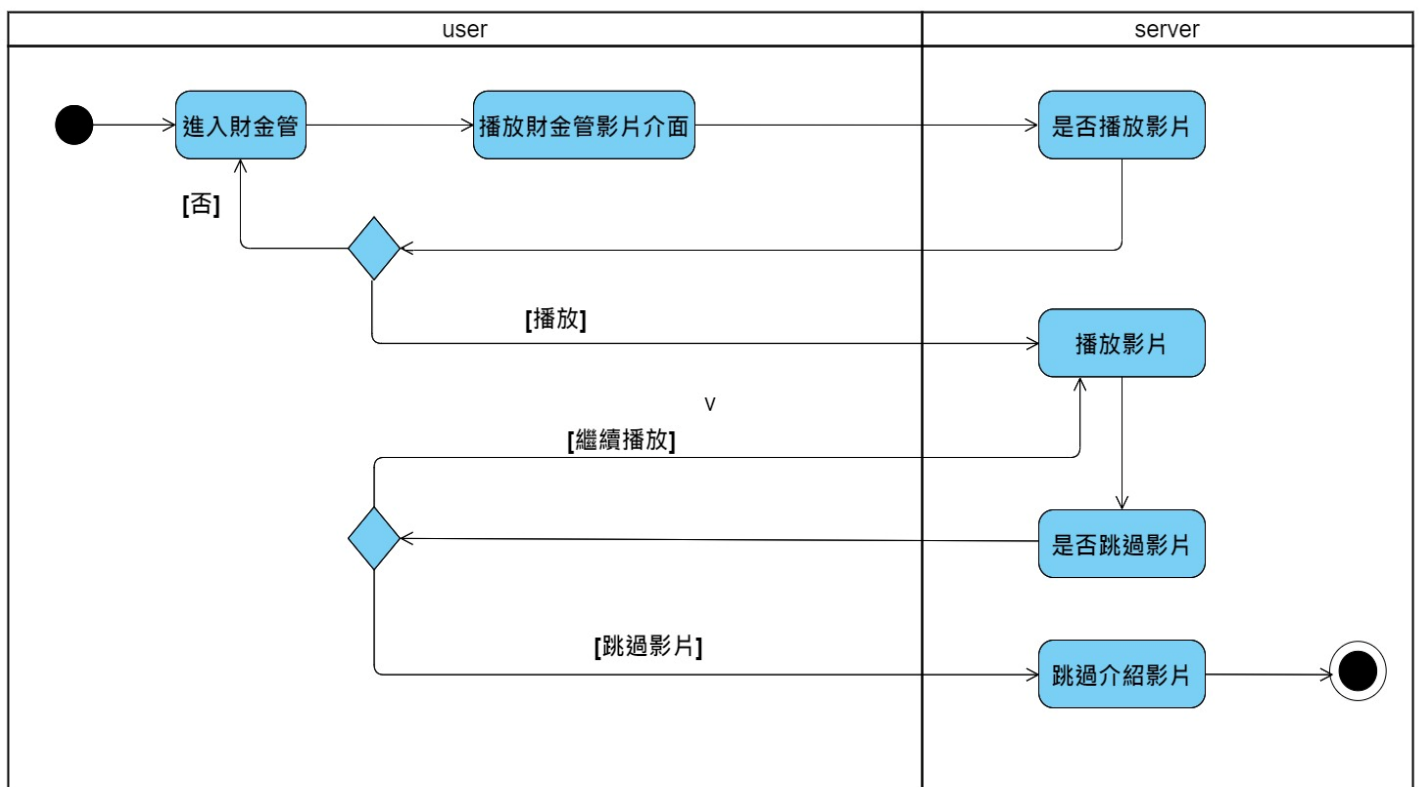 user
server
進入財金管
播放財金管影片介面
是否播放影片
[否]
[播放]
播放影片
v
[繼續播放]
是否跳過影片
[跳過影片]
跳過介紹影片